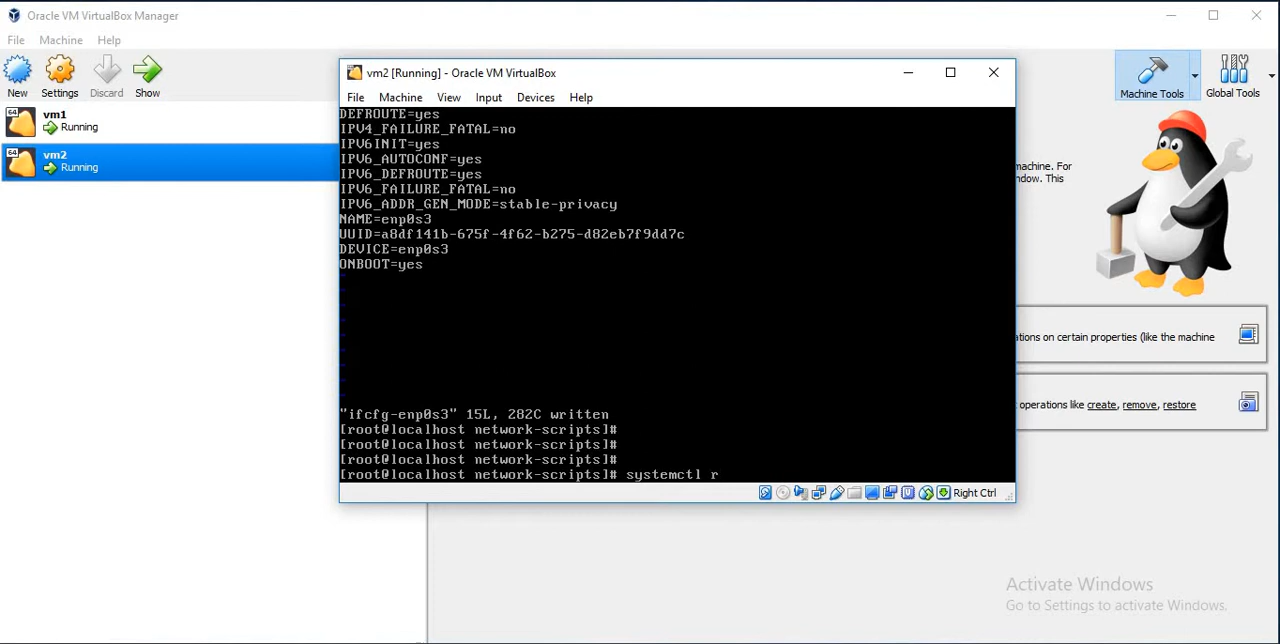 Oracle VM VirtualBox Manager
File Machine Help
New Settings Discard Show
Machine Tools Global Tools
64 vm1
Running
64 vm2
Running
machine. For
ndow. This
ations on certain properties (like the machine
operations like create, remove, restore
vm2 [Running] - Oracle VM VirtualBox
File Machine View Input Devices Help
DEFROUTE=yes
IPV4_FAILURE_FATAL=no
IPV6INIT=yes
IPV6_AUTOCONF=yes
IPV6_DEFROUTE=yes
IPV6_FAILURE_FATAL=no
IPV6_ADDR_GEN_MODE=stable-privacy
NAME=enp0s3
UUID=a8df141b-675f-4f62-b275-d82eb7f9dd7c
DEVICE=enp0s3
ONBOOT=yes
~
~
~
~
~
~
~
~
"ifcfg-enp0s3" 15L, 282C written
[root@localhost network-scripts]#
[root@localhost network-scripts]#
[root@localhost network-scripts]#
[root@localhost network-scripts]# systemctl r
Right Ctrl
Activate Windows
Go to Settings to activate Windows.